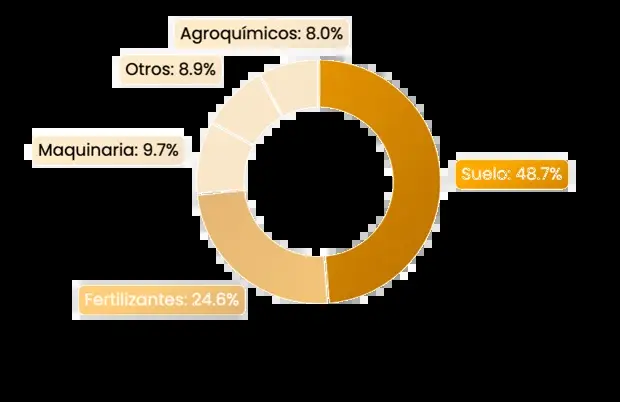 Agroquímicos: 8.0%
Otros: 8.9%
Maquinaria: 9.7%
Suelo: 48.7%
Fertilizantes: 24.6%